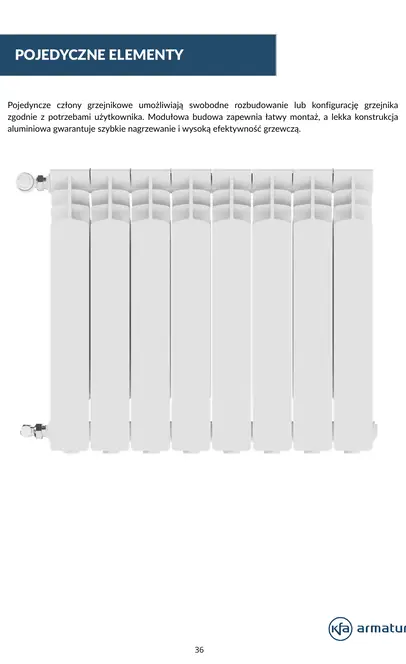 POJEDYCZNE ELEMENTY
Pojedyncze człony grzejnikowe umożliwiają swobodne rozbudowanie lub konfigurację grzejnika
zgodnie z potrzebami użytkownika. Modułowa budowa zapewnia łatwy montaż, a lekka konstrukcja
aluminiowa gwarantuje szybkie nagrzewanie i wysoką efektywność grzewczą.
kfa armatur
36